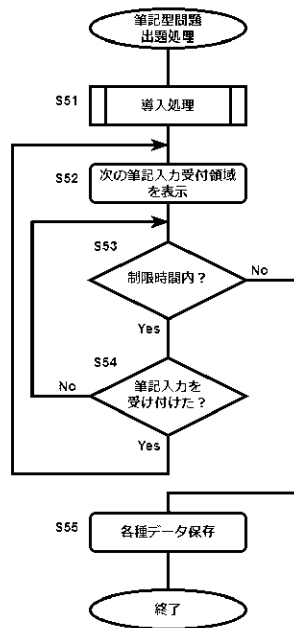 筆記型問題
出題処理
S51
導入処理
S52
次の筆記入力受付領域
を表示
S53
制限時間内？
No
Yes
S54
筆記入力を
受け付けた？
No
Yes
S55
各種データ保存
終了